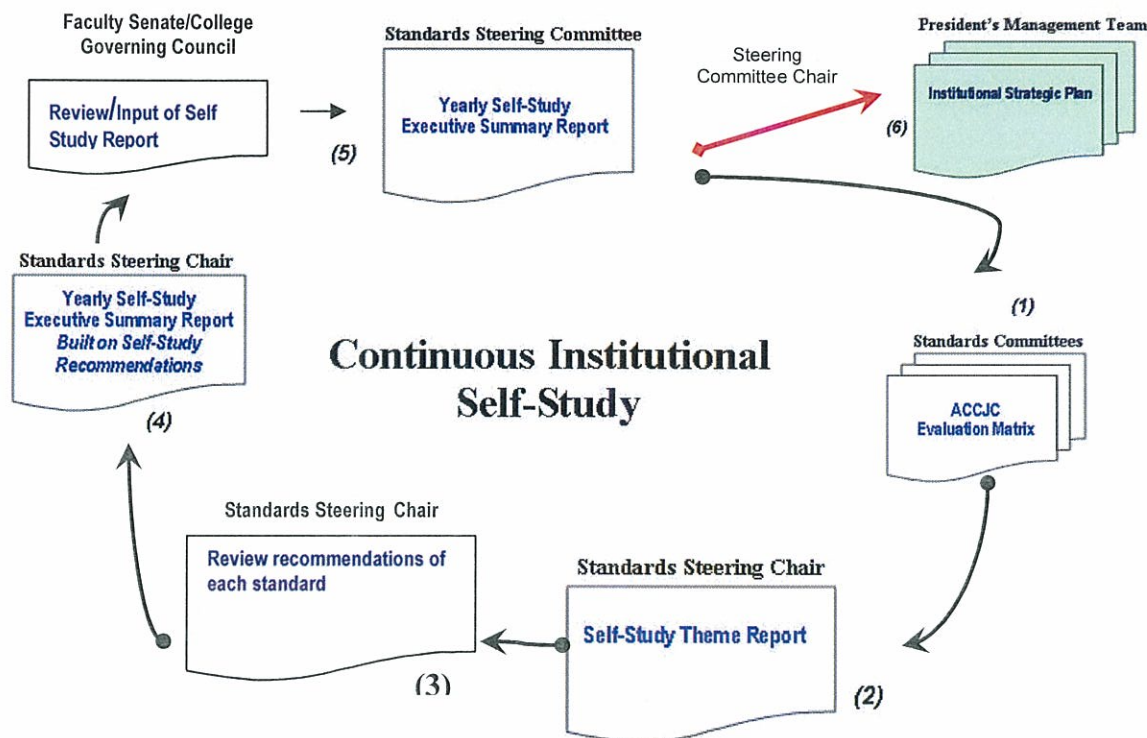 Faculty Senate/College
Governing Council
Review/Input of Self
Study Report
(5)
Standards Steering Committee
Yearly Self-Study
Executive Summary Report
Steering
Committee Chair
President's Management Team
Institutional Strategic Plan
(6)
(1)
Standards Committees
ACCJC
Evaluation Matrix
Standards Steering Chair
Self-Study Theme Report
(2)
Standards Steering Chair
Review recommendations of
each standard
(3)
Standards Steering Chair
Yearly Self-Study
Executive Summary Report
Built on Self-Study
Recommendations
(4)
Continuous Institutional
Self-Study